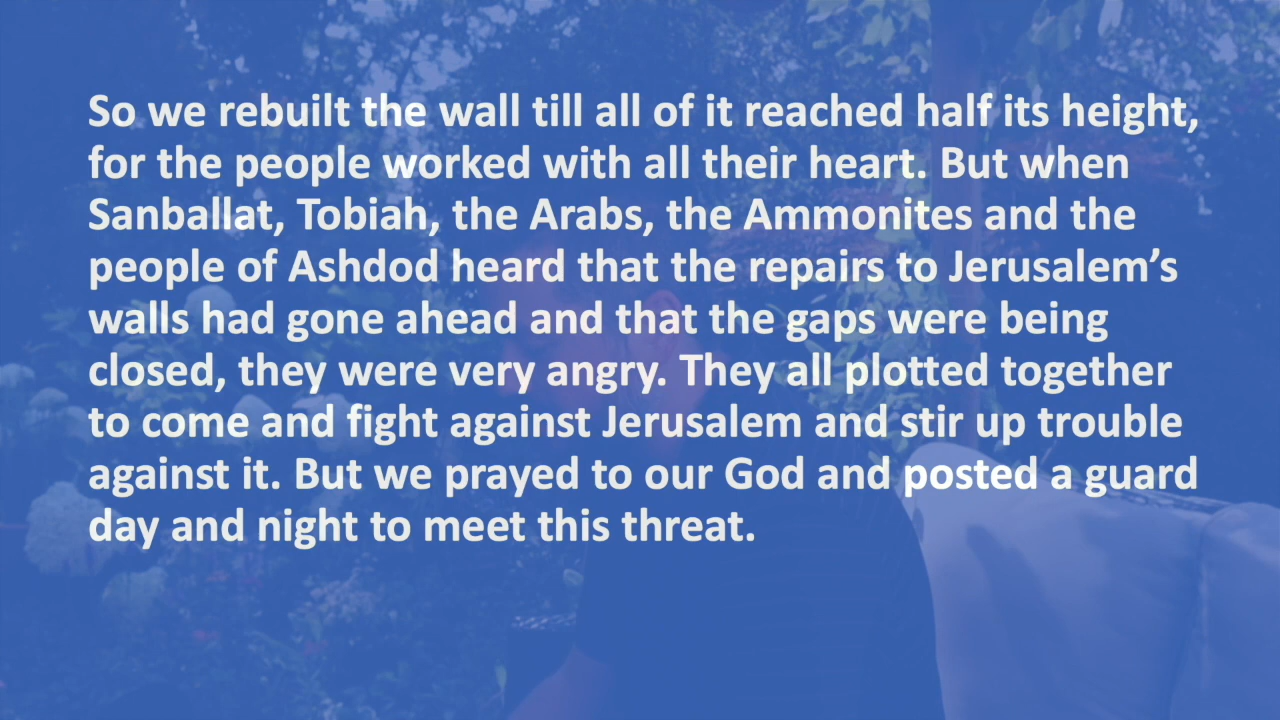 So we rebuilt the wall till all of it reached half its height,
for the people worked with all their heart. But when
Sanballat, Tobiah, the Arabs, the Ammonites and the
people of Ashdod heard that the repairs to Jerusalem’s
walls had gone ahead and that the gaps were being
closed, they were very angry. They all plotted together
to come and fight against Jerusalem and stir up trouble
against it. But we prayed to our God and posted a guard
day and night to meet this threat.